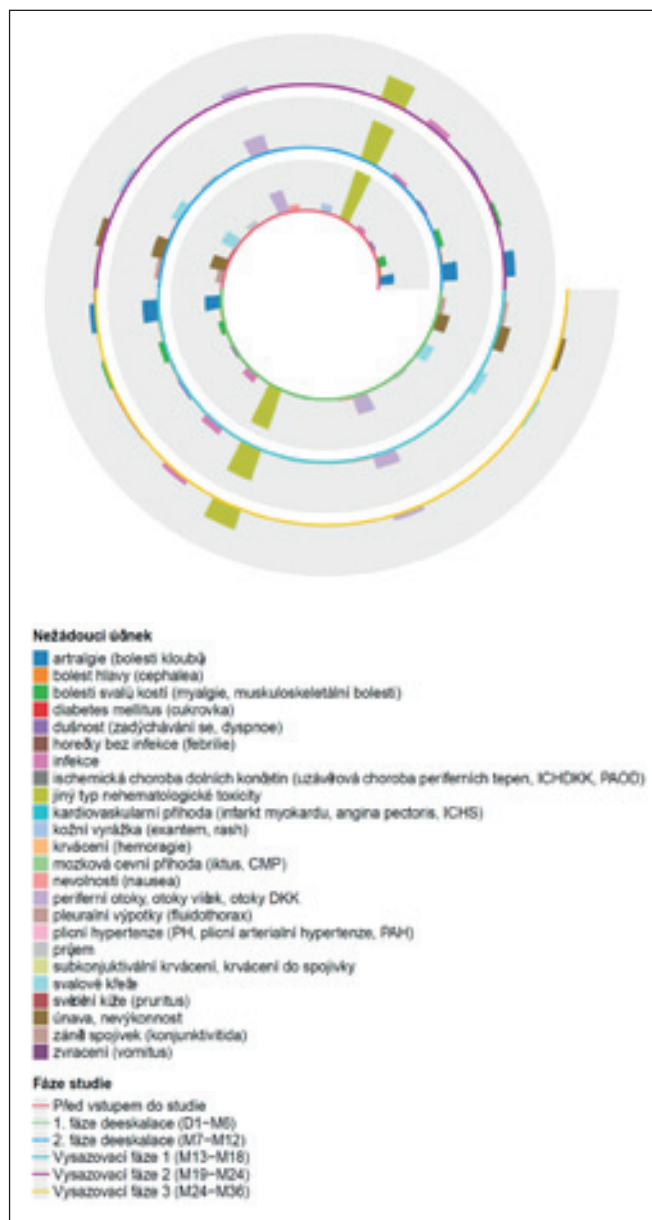 Nežádoucí účinek
artralgie (bolesti kloubů)
bolest hlavy (cephalea)
bolesti svalů kostí (myalgie, muskuloskeletální bolesti)
diabetes mellitus (cukrovka)
dušnost (zadýchávání se, dyspnoe)
horečky bez infekce (febrilie)
infekce
ischemická choroba dolních končetin (uzávěrová choroba periferních tepen, ICHDKK, PAOD)
jiný typ nehematologické toxicity
kardiovaskularní příhoda (infarkt myokardu, angina pectoris, ICHS)
kožní vyrážka (exantem, rash)
krvácení (hemoragie)
mozková cévní příhoda (iktus, CMP)
nevolnosti (nausea)
periferní otoky, otoky víček, otoky DKK
pleuralní výpotky (fluidothorax)
plicní hypertenze (PH, plicní arterialní hypertenze, PAH)
průjem
subkonjuktivální krvácení, krvácení do spojivky
svalové křeče
svědění kůže (pruritus)
únava, nevýkonnost
zánět spojivek (konjunktivitida)
zvracení (vomitus)
Fáze studie
Před vstupem do studie
1. fáze deeskalace (D1–M6)
2. fáze deeskalace (M7–M12)
Vysazovací fáze 1 (M13–M18)
Vysazovací fáze 2 (M19–M24)
Vysazovací fáze 3 (M24–M36)